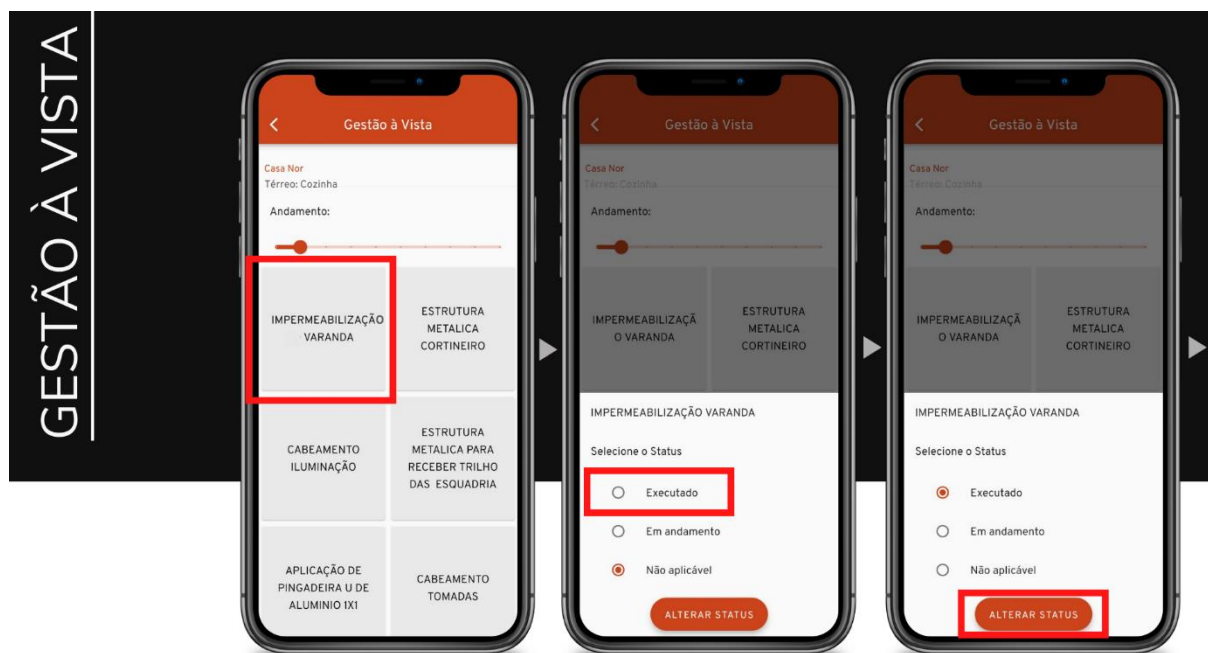 GESTÃO À VISTA
Gestão à Vista
Casa Nor
Térreo: Cozinha
Andamento:
IMPERMEABILIZAÇÃO
VARANDA
ESTRUTURA
METALICA
CORTINEIRO
CABEAMENTO
ILUMINAÇÃO
ESTRUTURA
METALICA PARA
RECEBER TRILHO
DAS ESQUADRIA
APLICAÇÃO DE
PINGADEIRA U DE
ALUMINIO 1X1
CABEAMENTO
TOMADAS
Gestão à Vista
Casa Nor
Térreo: Cozinha
Andamento:
IMPERMEABILIZAÇÃ
O VARANDA
ESTRUTURA
METALICA
CORTINEIRO
IMPERMEABILIZAÇÃO VARANDA
Selecione o Status
Executado
Em andamento
Não aplicável
ALTERAR STATUS
Gestão à Vista
Casa Nor
Térreo: Cozinha
Andamento:
IMPERMEABILIZAÇÃ
O VARANDA
ESTRUTURA
METALICA
CORTINEIRO
IMPERMEABILIZAÇÃO VARANDA
Selecione o Status
Executado
Em andamento
Não aplicável
ALTERAR STATUS